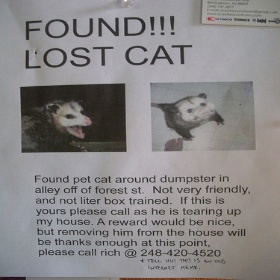 FOUND!!!
LOST CAT
Found pet cat around dumpster in
alley off of forest st. Not very friendly,
and not liter box trained. If this is
yours please call as he is tearing up
my house. A reward would be nice,
but removing him from the house will
be thanks enough at this point,
please call rich @ 248-420-4520
INTERNET MEME.